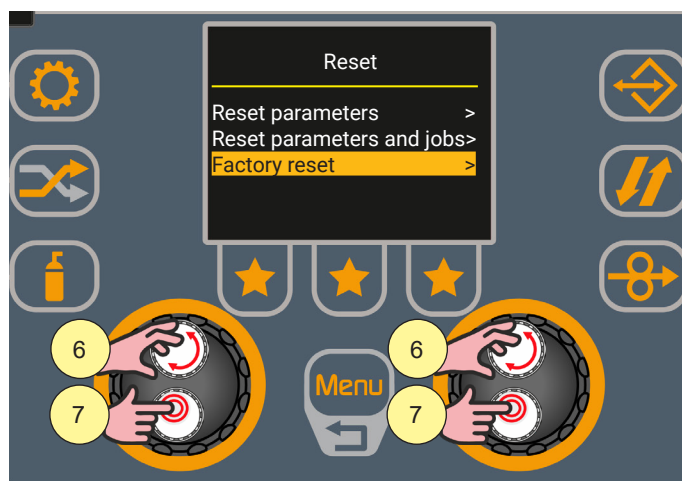 Reset
Reset parameters >
Reset parameters and jobs>
Factory reset >
6
6
7
7
Menu